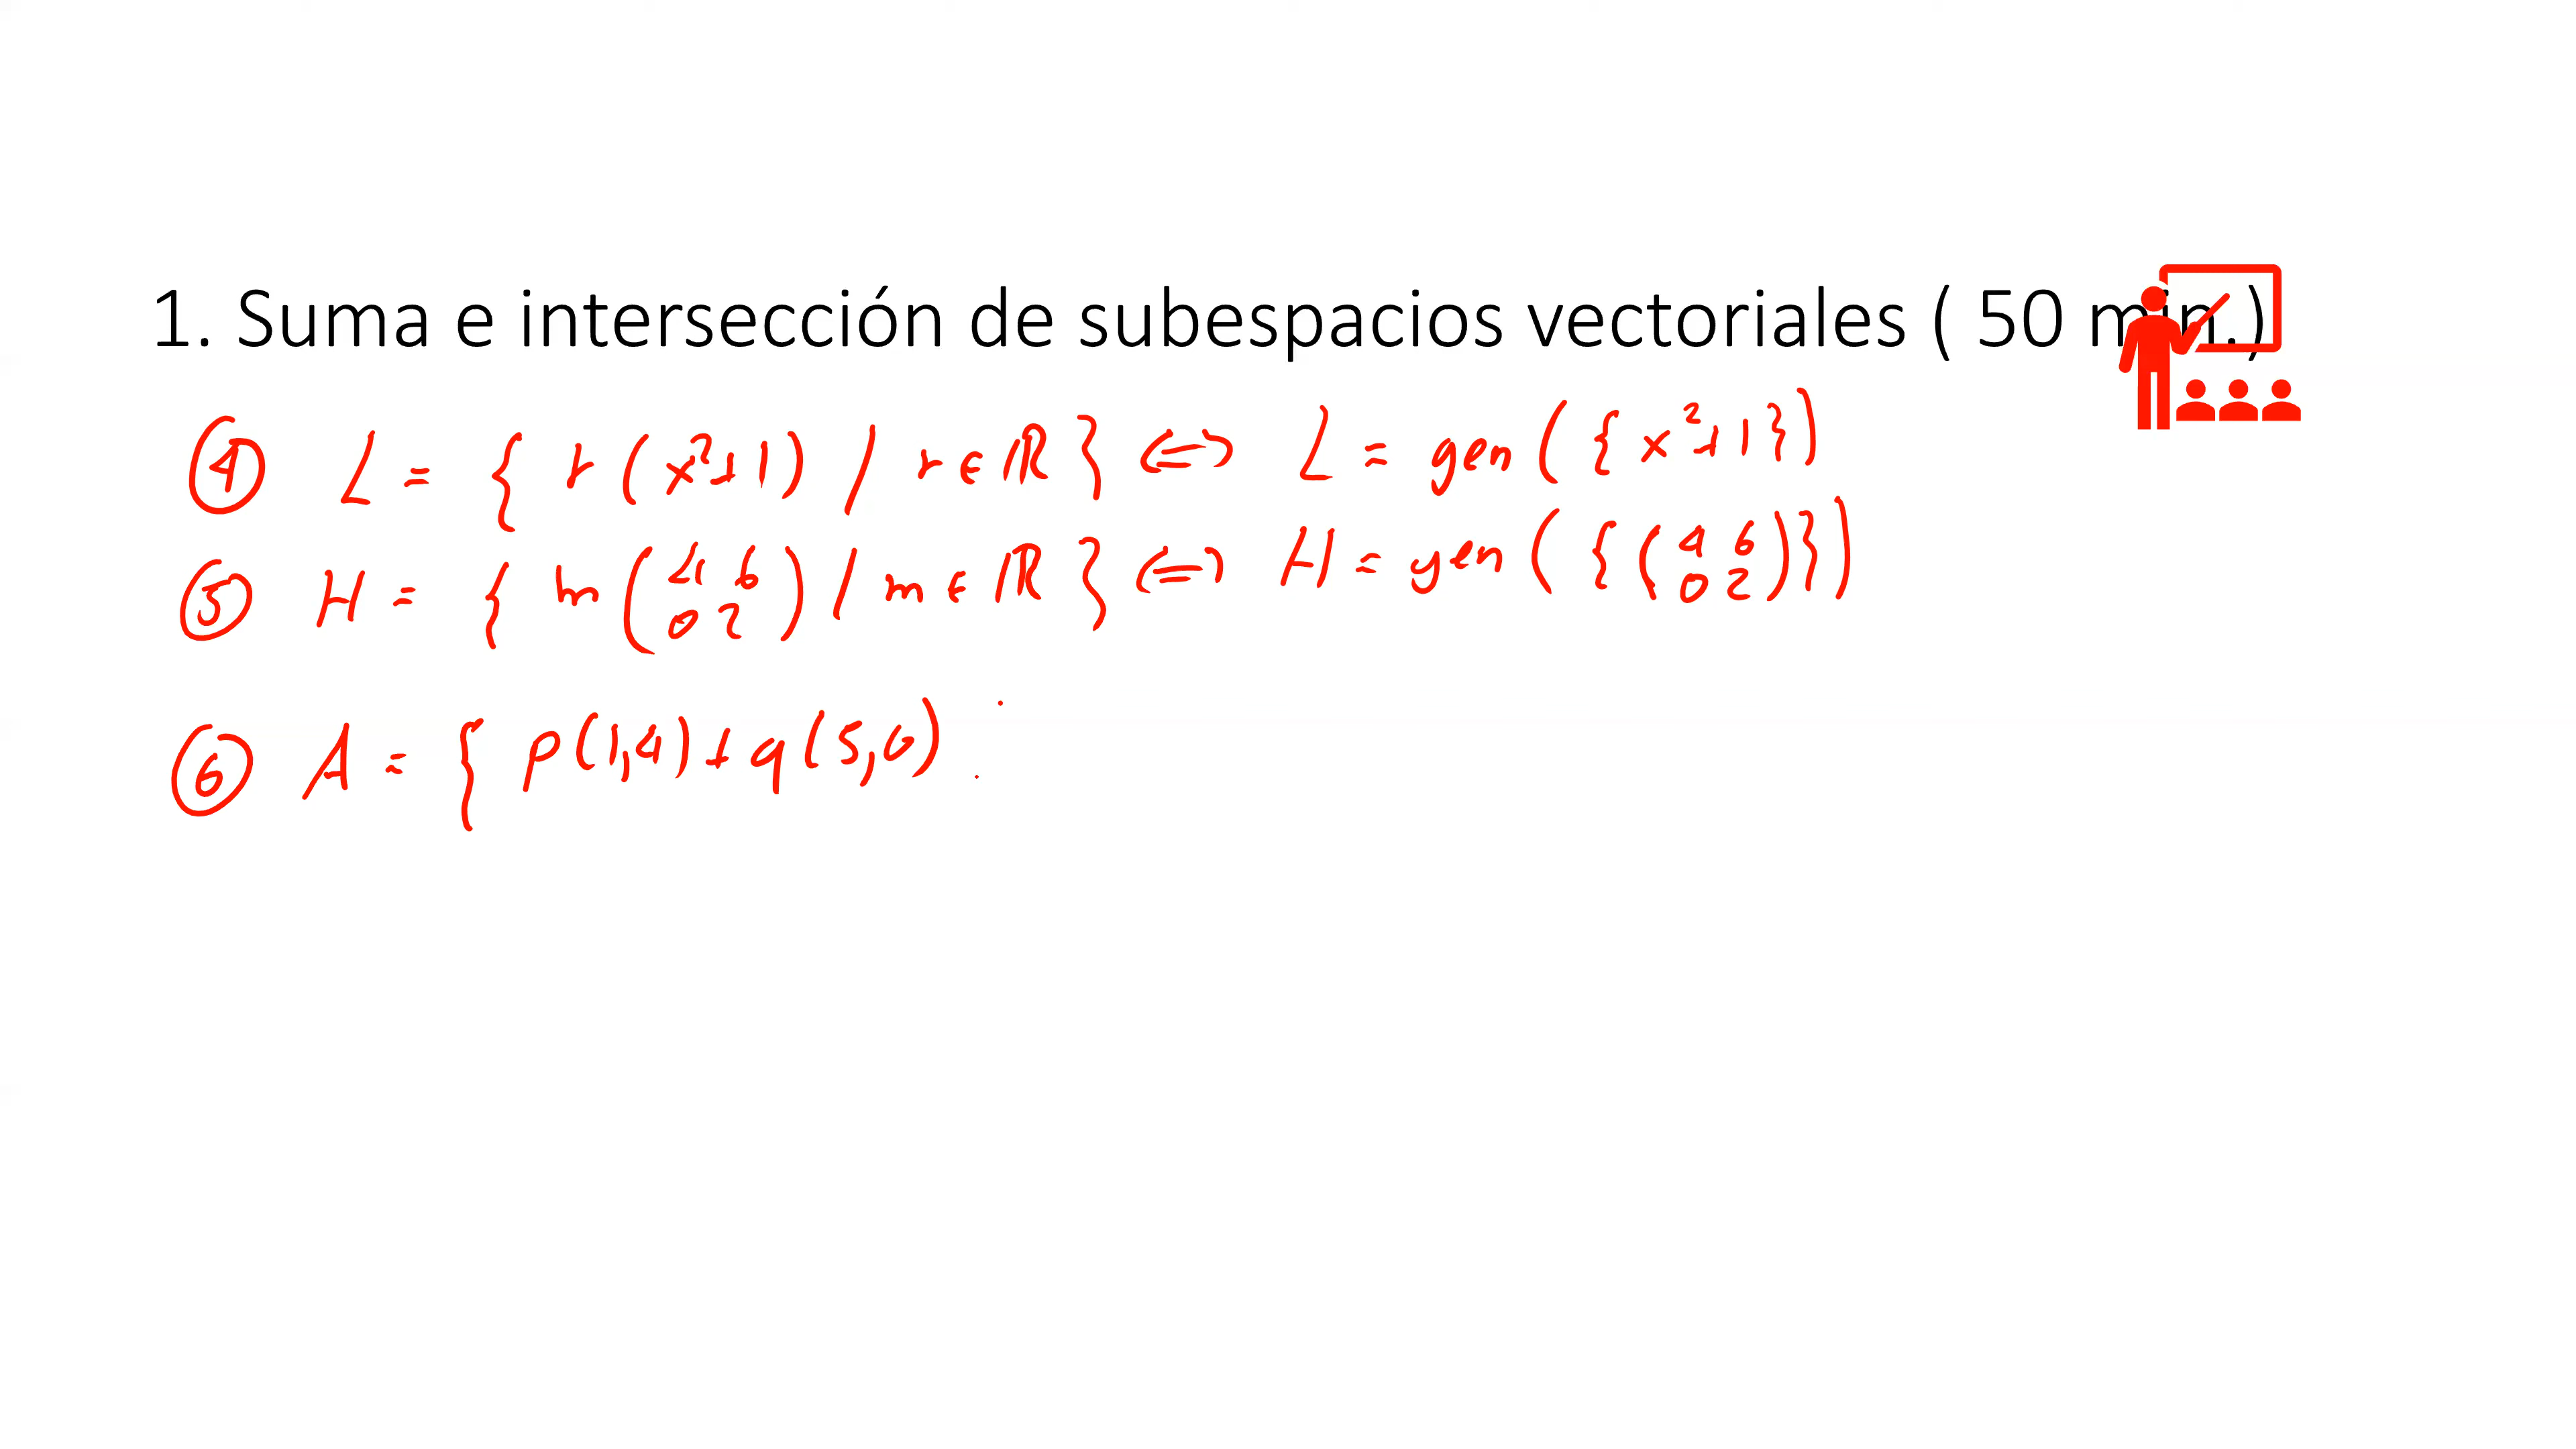 1. Suma e intersección de subespacios vectoriales ( 50 min.)
④ L = { r (x²+1) / r ∈ ℝ } ⇔ L = gen ( { x²+1 } )
⑤ H = { m ( 4 6
0 2 ) / m ∈ ℝ } ⇔ H = gen ( { ( 4 6
0 2 ) } )
⑥ A = { p(1,4) + q(5,0)